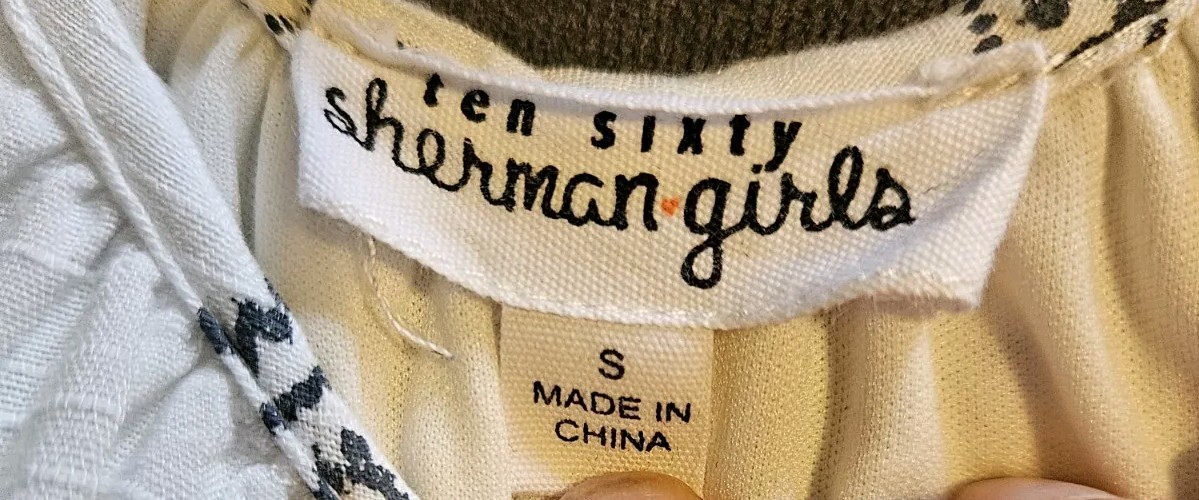 ten sixty
sherman girls
S
MADE IN
CHINA